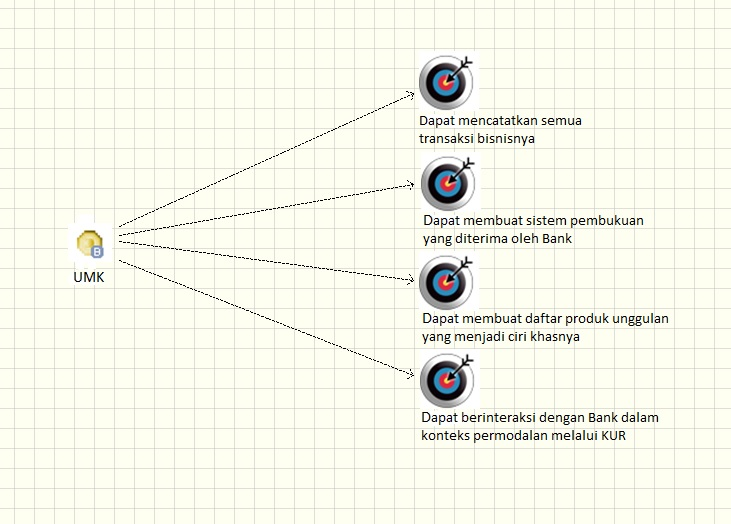 Dapat mencatatkan semua
transaksi bisnisnya
Dapat membuat sistem pembukuan
yang diterima oleh Bank
B
UMK
Dapat membuat daftar produk unggulan
yang menjadi ciri khasnya
Dapat berinteraksi dengan Bank dalam
konteks permodalan melalui KUR